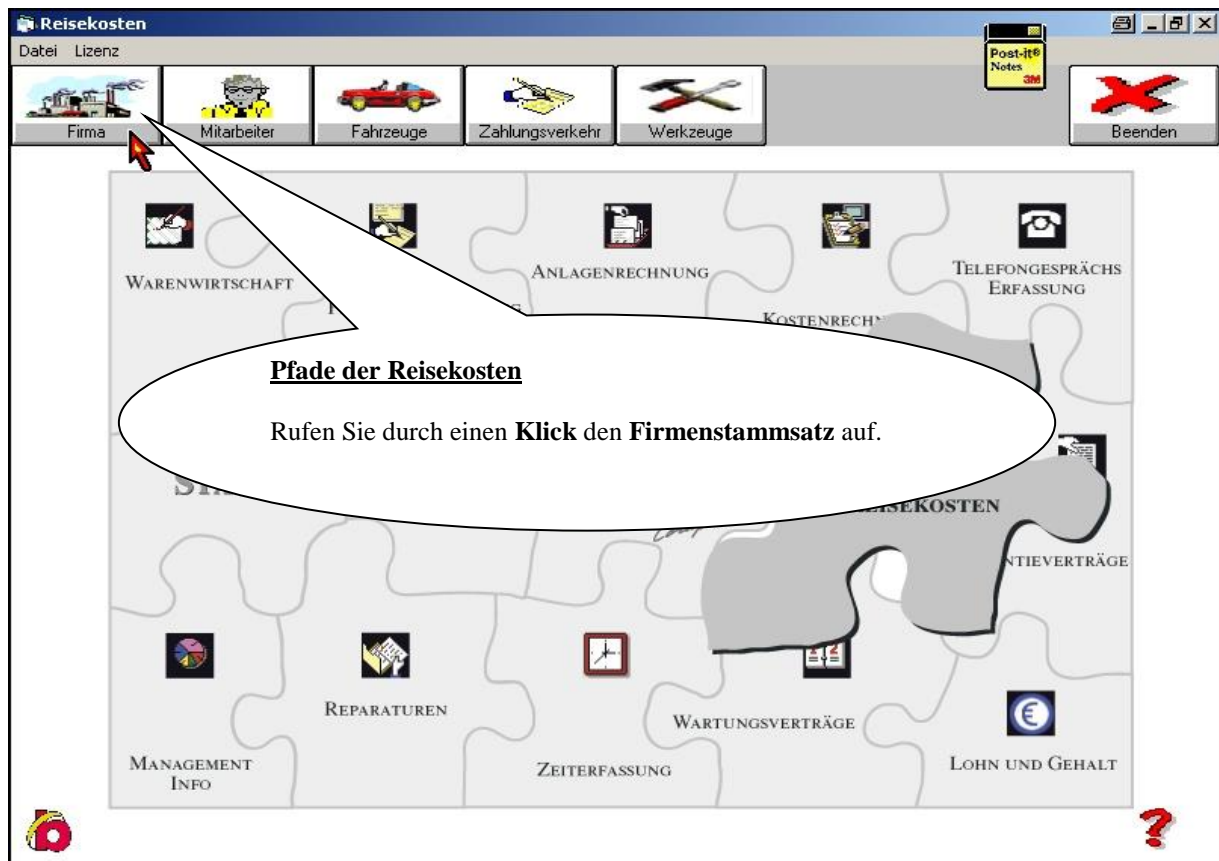 Reisekosten
Datei Lizenz
Post-it®
Notes
3M
Firma Mitarbeiter Fahrzeuge Zahlungsverkehr Werkzeuge Beenden
WARENWIRTSCHAFT
ANLAGENRECHNUNG
TELEFONGESPRÄCHS
ERFASSUNG
Pfade der Reisekosten
Rufen Sie durch einen Klick den Firmenstammsatz auf.
REPARATUREN
WARTUNGSVERTRÄGE
MANAGEMENT
INFO
ZEITERFASSUNG
LOHN UND GEHALT